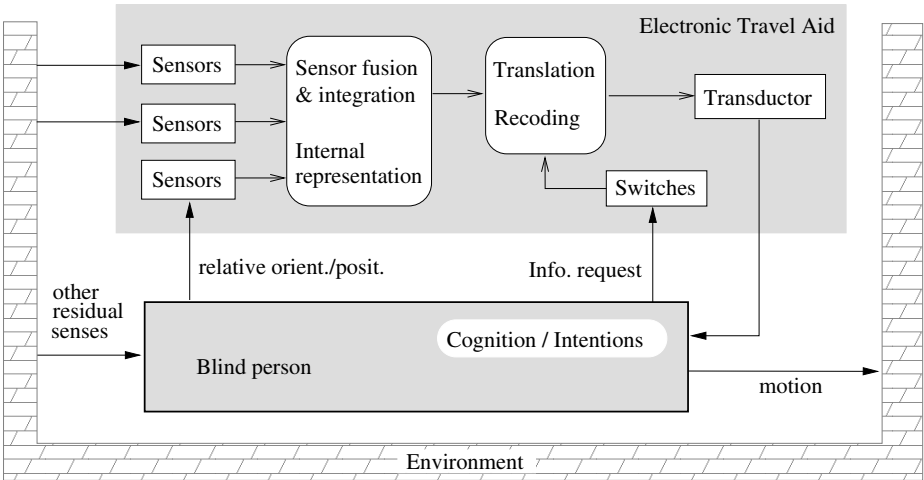 Electronic Travel Aid
Sensors
Sensors
Sensors
Sensor fusion
& integration
Internal
representation
Translation
Recoding
Transductor
Switches
relative orient./posit.
Info. request
other
residual
senses
Cognition / Intentions
Blind person
motion
Environment